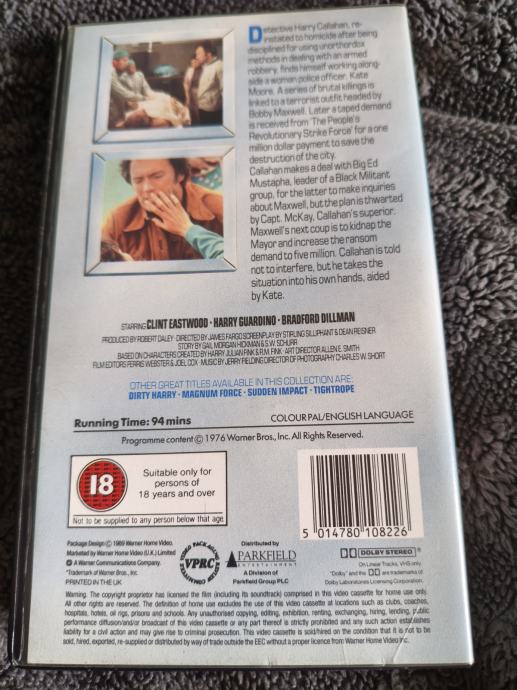 Detective Harry Callahan, re-
instated to homicide after being
disciplined for using unorthodox
methods in dealing with an armed
robbery, finds himself working along-
side a woman police officer, Kate
Moore. A series of brutal killings is
linked to a terrorist outfit headed by
Bobby Maxwell. Later a taped demand
is received from 'The People's
Revolutionary Strike Force' for a one
million dollar payment to save the
destruction of the city.
Callahan makes a deal with Big Ed
Mustapha, leader of a Black Militant
group, for the latter to make inquiries
about Maxwell, but the plan is thwarted
by Capt. McKay, Callahan's superior.
Maxwell's next coup is to kidnap the
Mayor and increase the ransom
demand to five million. Callahan is told
not to interfere, but he takes the
situation into his own hands, aided
by Kate.
STARRING CLINT EASTWOOD · HARRY GUARDINO · BRADFORD DILLMAN
PRODUCED BY ROBERT DALEY · DIRECTED BY JAMES FARGO SCREENPLAY BY STIRLING SILLIPHANT & DEAN REISNER
STORY BY GAIL MORGAN HICKMAN & S.W. SCHURR
BASED ON CHARACTERS CREATED BY HARRY JULIAN FINK & R.M. FINK · ART DIRECTOR ALLEN E. SMITH
FILM EDITORS FERRIS WEBSTER & JOEL COX · MUSIC BY JERRY FIELDING DIRECTOR OF PHOTOGRAPHY CHARLES W. SHORT
OTHER GREAT TITLES AVAILABLE IN THIS COLLECTION ARE:
DIRTY HARRY · MAGNUM FORCE · SUDDEN IMPACT · TIGHTROPE
Running Time: 94 mins
COLOUR PAL/ENGLISH LANGUAGE
Programme content © 1976 Warner Bros., Inc. All Rights Reserved.
18
Suitable only for
persons of
18 years and over
Not to be supplied to any person below that age
5 014780 108226
Package Design © 1989 Warner Home Video.
Marketed by Warner Home Video (U.K.) Limited
A Warner Communications Company
*Trademark of Warner Bros., Inc.
PRINTED IN THE UK
VPRC
Distributed by
PARKFIELD
ENTERTAINMENT
A Division of
Parkfield Group PLC
DOLBY STEREO
On Linear Tracks, VHS only.
"Dolby" and the DD are trademarks of
Dolby Laboratories Licensing Corporation.
Warning. The copyright proprietor has licensed the film (including its soundtrack) comprised in this video cassette for home use only.
All other rights are reserved. The definition of home use excludes the use of this video cassette at locations such as clubs, coaches,
hospitals, hotels, oil rigs, prisons and schools. Any unauthorised copying, editing, exhibition, renting, exchanging, hiring, lending, public
performance diffusion/and or broadcast of this video cassette or any part thereof is strictly prohibited and any such action establishes
liability for a civil action and may give rise to criminal prosecution. This video cassette is sold/hired on the condition that it is not to be
sold, hired, exported, re-supplied or distributed by way of trade outside the EEC without a proper licence from Warner Home Video Inc.